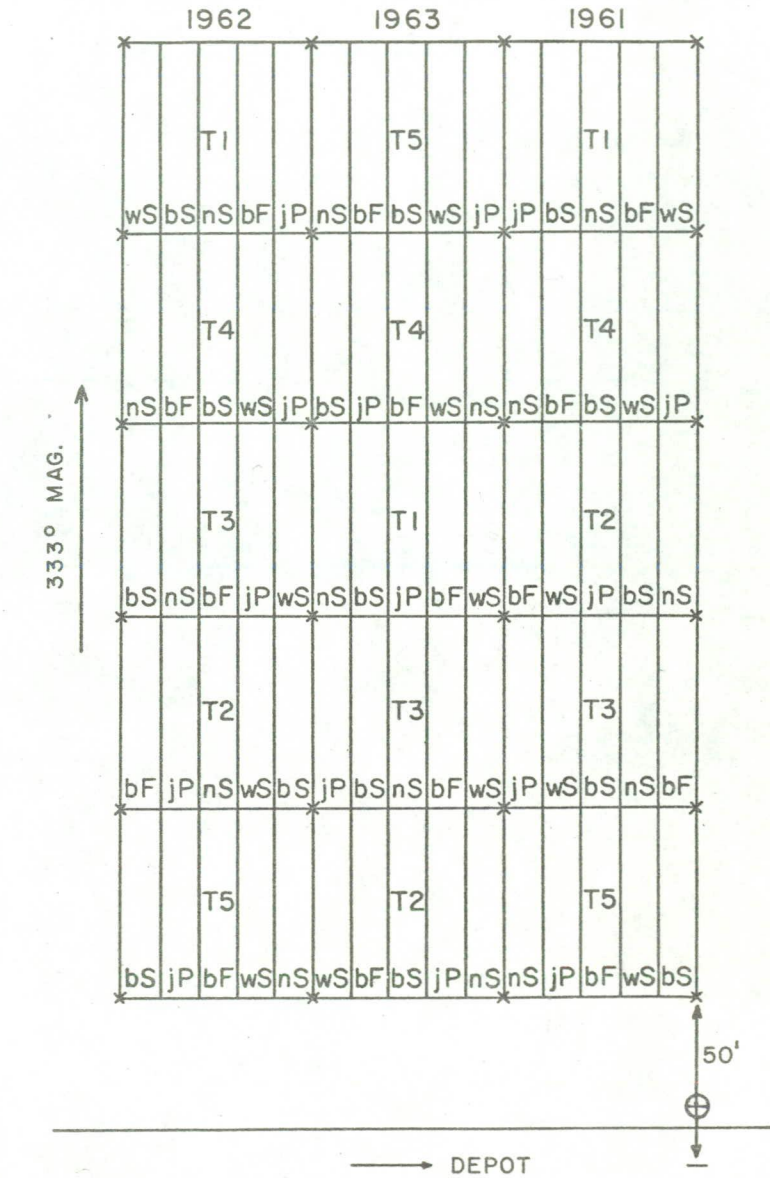 1962 1963 1961
T1 T5 T1
wS bS nS bF jP nS bF bS wS jP jP bS nS bF wS
T4 T4 T4
nS bF bS wS jP bS jP bF wS nS nS bF bS wS jP
333° MAG.
T3 T1 T2
bS nS bF jP wS nS bS jP bF wS bF wS jP bS nS
T2 T3 T3
bF jP nS wS bS jP bS nS bF wS jP wS bS nS bF
T5 T2 T5
bS jP bF wS nS wS bF bS jP nS nS jP bF wS bS
50'
DEPOT